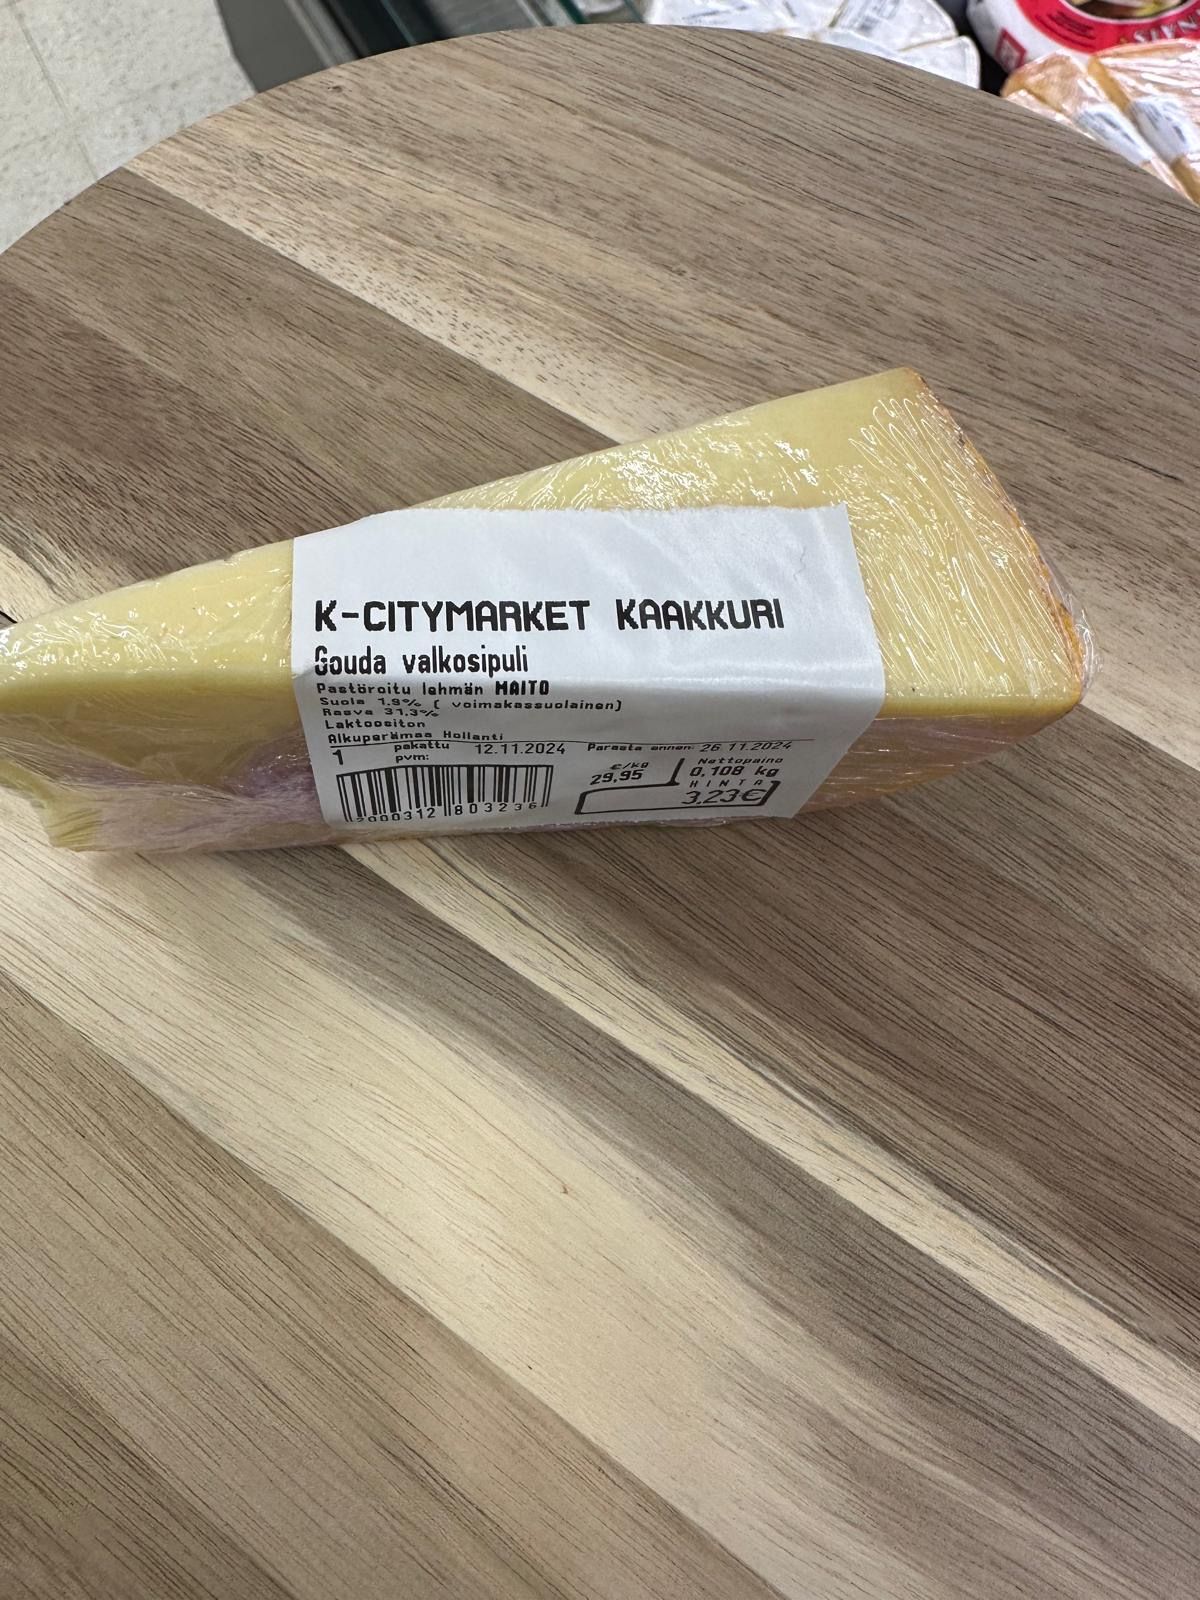 K-CITYMARKET KAAKKURI
Gouda valkosipuli
Pastöroitu lehmän MAITO
Suola 1.9% ( voimakassuolainen)
Rasva 31,3%
Laktoositon
Alkuperämaa Hollanti
1 pakattu pvm: 12.11.2024 Parasta ennen: 26.11.2024
€/kg Nettopaino
29,95 0,108 kg
HINTA
3.23€
2000312 803236